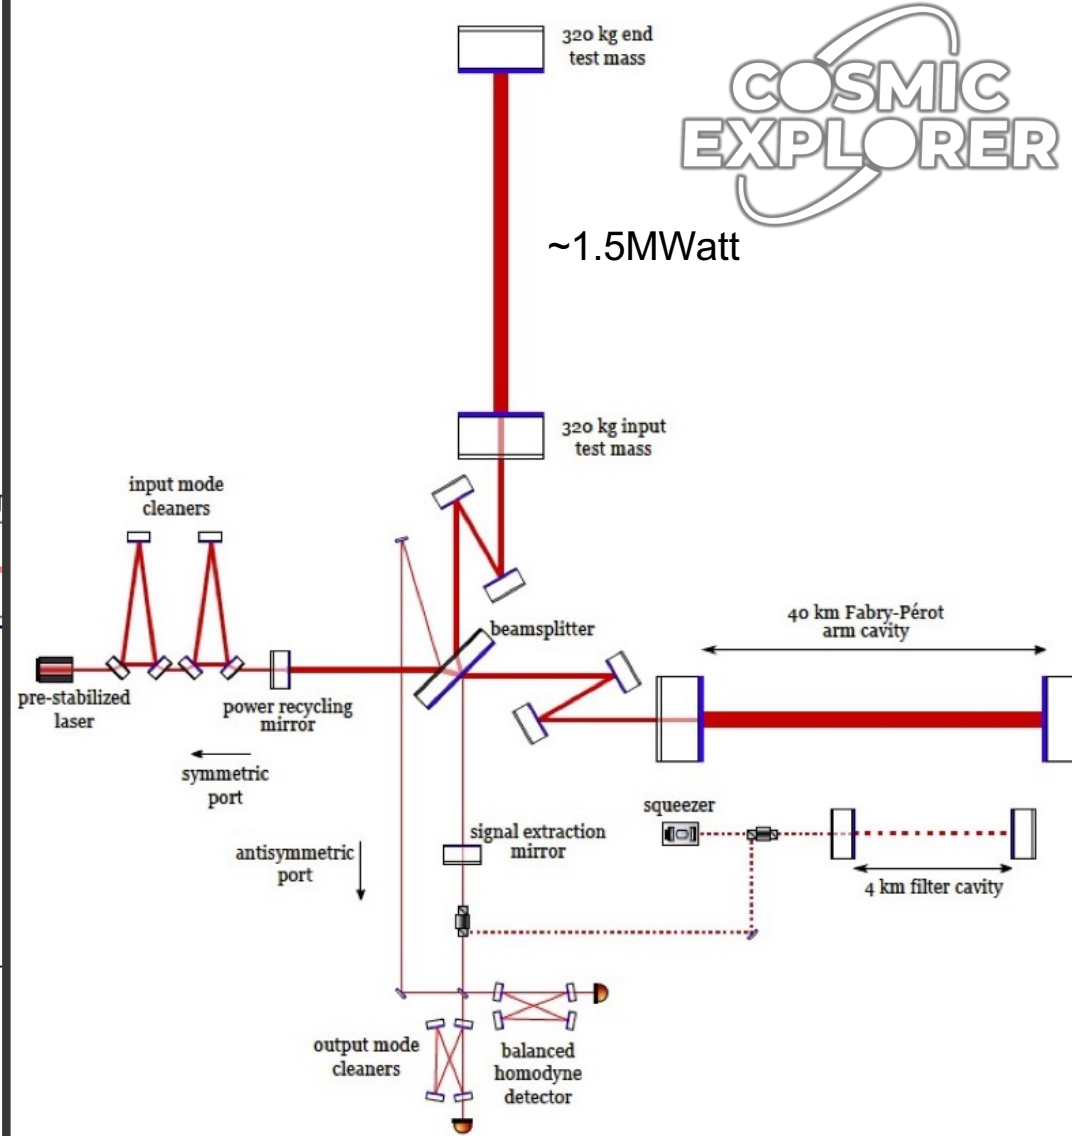 320 kg end
test mass
COSMIC
EXPLORER
~1.5MWatt
320 kg input
test mass
input mode
cleaners
beamsplitter
40 km Fabry-Pérot
arm cavity
pre-stabilized
laser
power recycling
mirror
symmetric
port
squeezer
signal extraction
mirror
antisymmetric
port
4 km filter cavity
output mode
cleaners
balanced
homodyne
detector